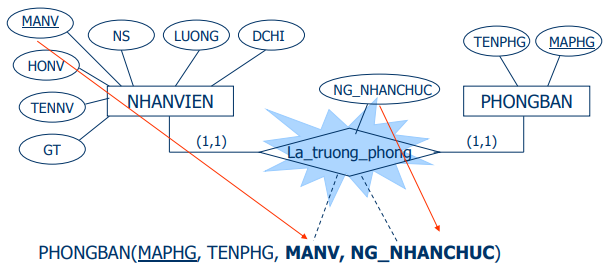 MANV
NS
LUONG
DCHI
TENPHG
MAPHG
HONV
NG_NHANCHUC
NHANVIEN
PHONGBAN
TENNV
GT
(1,1)
La_truong_phong
(1,1)
PHONGBAN(MAPHG, TENPHG, MANV, NG_NHANCHUC)